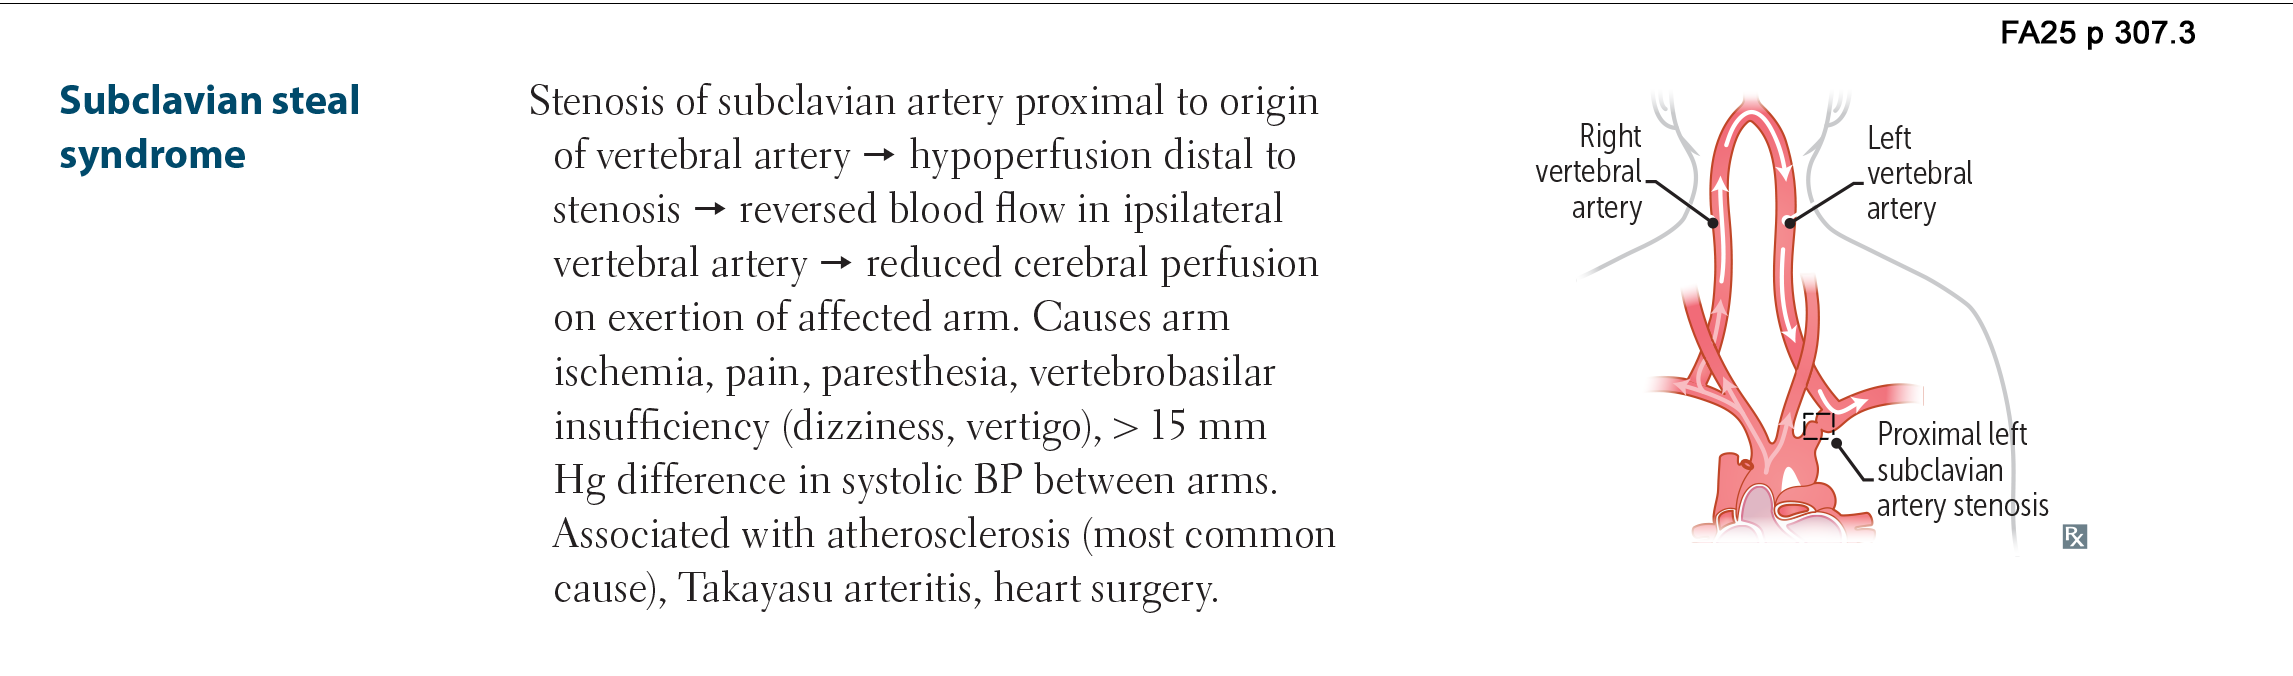 FA25 p 307.3
Subclavian steal
syndrome
Stenosis of subclavian artery proximal to origin
of vertebral artery → hypoperfusion distal to
stenosis → reversed blood flow in ipsilateral
vertebral artery → reduced cerebral perfusion
on exertion of affected arm. Causes arm
ischemia, pain, paresthesia, vertebrobasilar
insufficiency (dizziness, vertigo), > 15 mm
Hg difference in systolic BP between arms.
Associated with atherosclerosis (most common
cause), Takayasu arteritis, heart surgery.
Right
vertebral
artery
Left
vertebral
artery
Proximal left
subclavian
artery stenosis
Rx